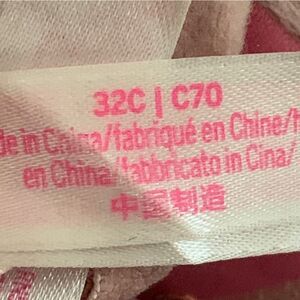 32C | C70
de in China/fabriqué en Chine/
en China/fabbricato in Cina/
中国制造